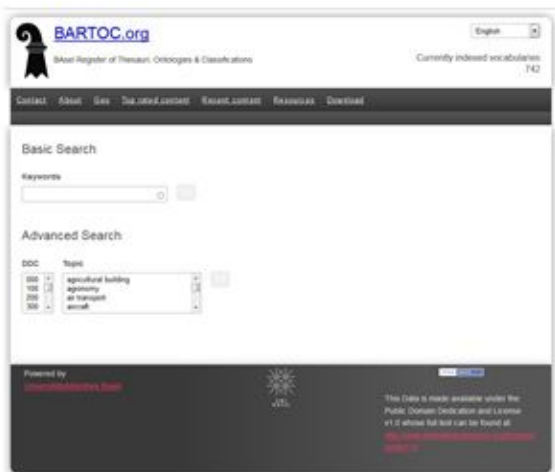 BARTOC.org
English
BAsel Register of Thesauri, Ontologies & Classifications
Currently indexed vocabularies
742
Contact About Geo Top rated content Recent content Resources Download
Basic Search
Keywords
Advanced Search
DDC Topic
000 agricultural building
100 agronomy
200 air transport
300 aircraft
Powered by
Universitätsbibliothek Basel
This Data is made available under the
Public Domain Dedication and License
v1.0 whose full text can be found at: